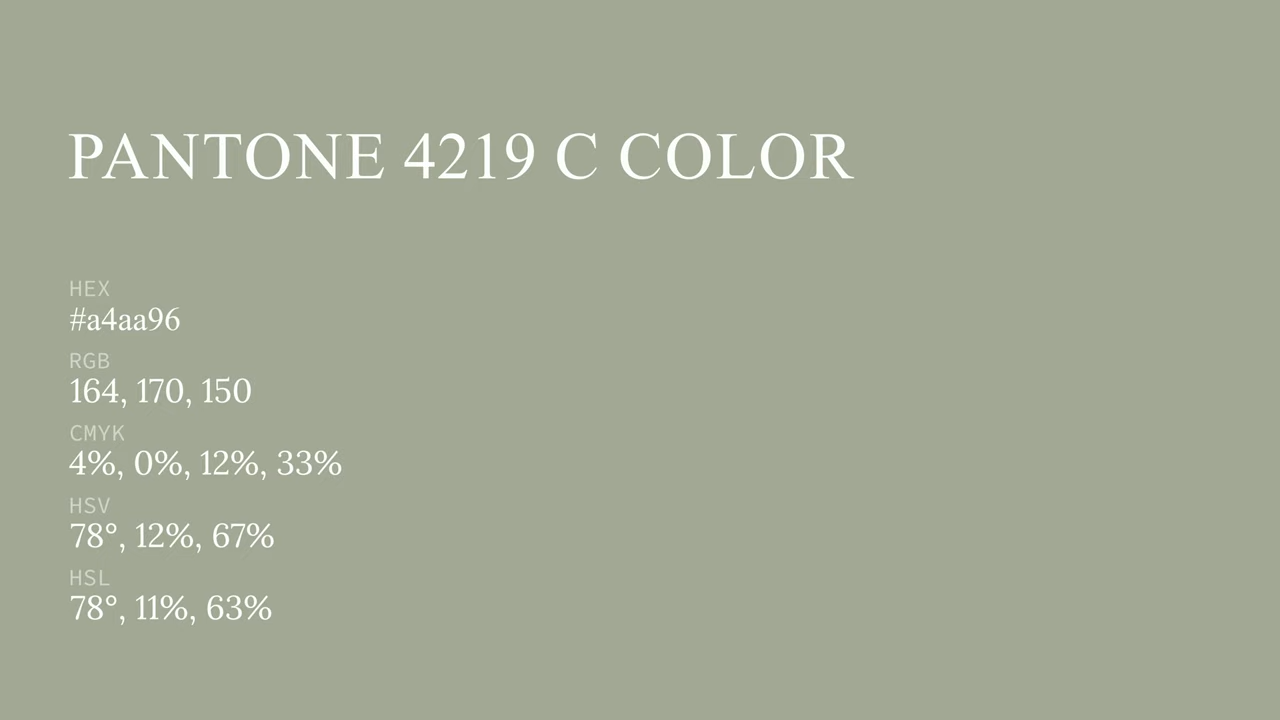 PANTONE 4219 C COLOR
HEX
#a4aa96
RGB
164, 170, 150
CMYK
4%, 0%, 12%, 33%
HSV
78°, 12%, 67%
HSL
78°, 11%, 63%